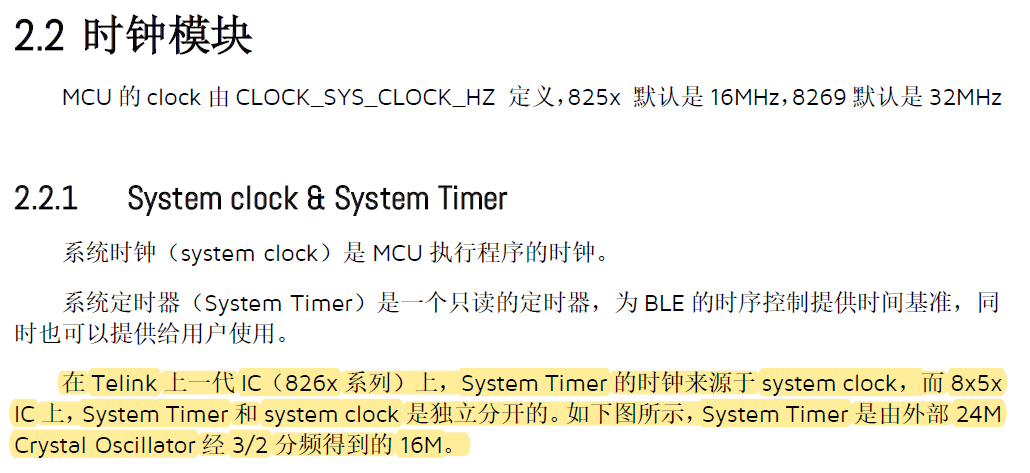 2.2 时钟模块
MCU 的 clock 由 CLOCK_SYS_CLOCK_HZ 定义，825x 默认是 16MHz，8269 默认是 32MHz
2.2.1 System clock & System Timer
系统时钟（system clock）是 MCU 执行程序的时钟。
系统定时器（System Timer）是一个只读的定时器，为 BLE 的时序控制提供时间基准，同
时也可以提供给用户使用。
在 Telink 上一代 IC（826x 系列）上，System Timer 的时钟来源于 system clock，而 8x5x
IC 上，System Timer 和 system clock 是独立分开的。如下图所示，System Timer 是由外部 24M
Crystal Oscillator 经 3/2 分频得到的 16M。